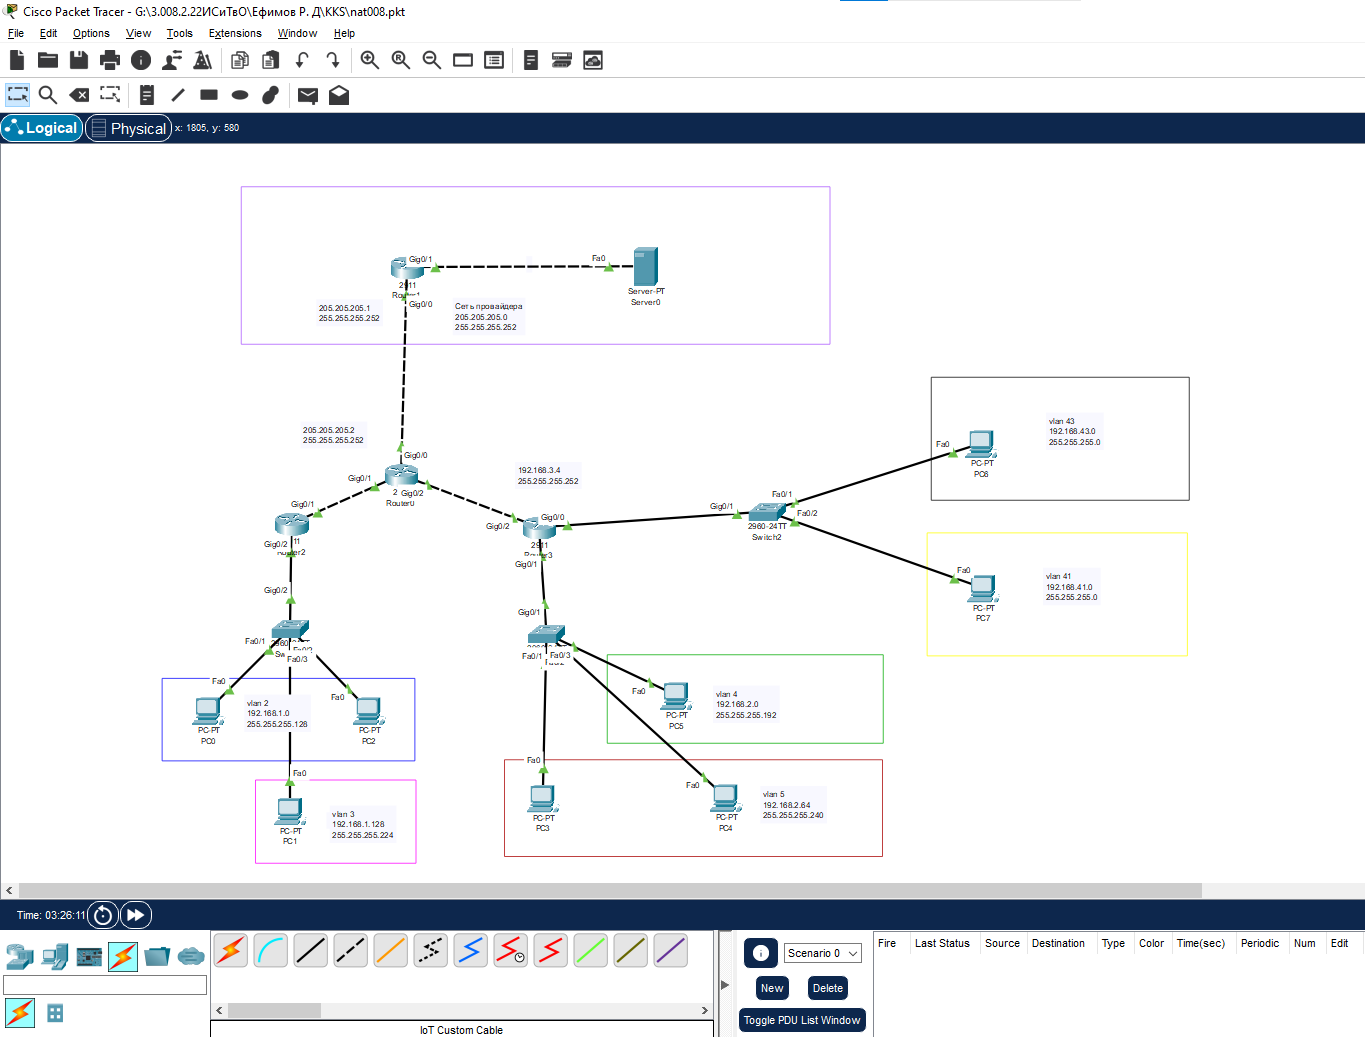 Cisco Packet Tracer - G:\3.008.2.22ИСиТвО\Ефимов Р. Д\KKS\nat008.pkt
File Edit Options View Tools Extensions Window Help
Logical Physical x: 1805, y: 580
Gig0/1
Fa0
2911
Gig0/0
Server-PT
Server0
205.205.205.1
255.255.255.252
Сеть провайдера
205.205.205.0
255.255.255.252
205.205.205.2
255.255.255.252
Gig0/0
Gig0/1
Gig0/2
Router0
192.168.3.4
255.255.255.252
Gig0/1
Gig0/2
Gig0/2
Gig0/0
Gig0/1
Gig0/1
Fa0/1
Fa0/2
2960-24TT
Switch2
Fa0
PC-PT
PC6
vlan 43
192.168.43.0
255.255.255.0
Fa0
PC-PT
PC7
vlan 41
192.168.41.0
255.255.255.0
Gig0/2
Fa0/1
Fa0/3
Gig0/1
Fa0/1
Fa0/3
Fa0
PC-PT
PC0
vlan 2
192.168.1.0
255.255.255.128
Fa0
PC-PT
PC2
Fa0
PC-PT
PC1
vlan 3
192.168.1.128
255.255.255.224
Fa0
PC-PT
PC5
vlan 4
192.168.2.0
255.255.255.192
Fa0
PC-PT
PC3
Fa0
PC-PT
PC4
vlan 5
192.168.2.64
255.255.255.240
Time: 03:26:11
Scenario 0
New Delete
Toggle PDU List Window
Fire Last Status Source Destination Type Color Time(sec) Periodic Num Edit
IoT Custom Cable